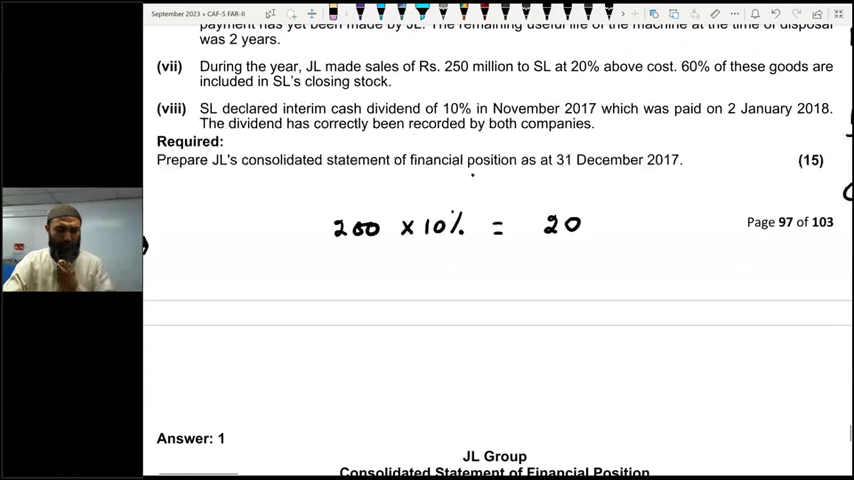 September 2023 » CAF-5 FAR-II
payment has yet been made by JL. The remaining useful life of the machine at the time of disposal
was 2 years.
(vii) During the year, JL made sales of Rs. 250 million to SL at 20% above cost. 60% of these goods are
included in SL's closing stock.
(viii) SL declared interim cash dividend of 10% in November 2017 which was paid on 2 January 2018.
The dividend has correctly been recorded by both companies.
Required:
Prepare JL's consolidated statement of financial position as at 31 December 2017. (15)
200 × 10% = 20
Page 97 of 103
Answer: 1
JL Group
Consolidated Statement of Financial Position